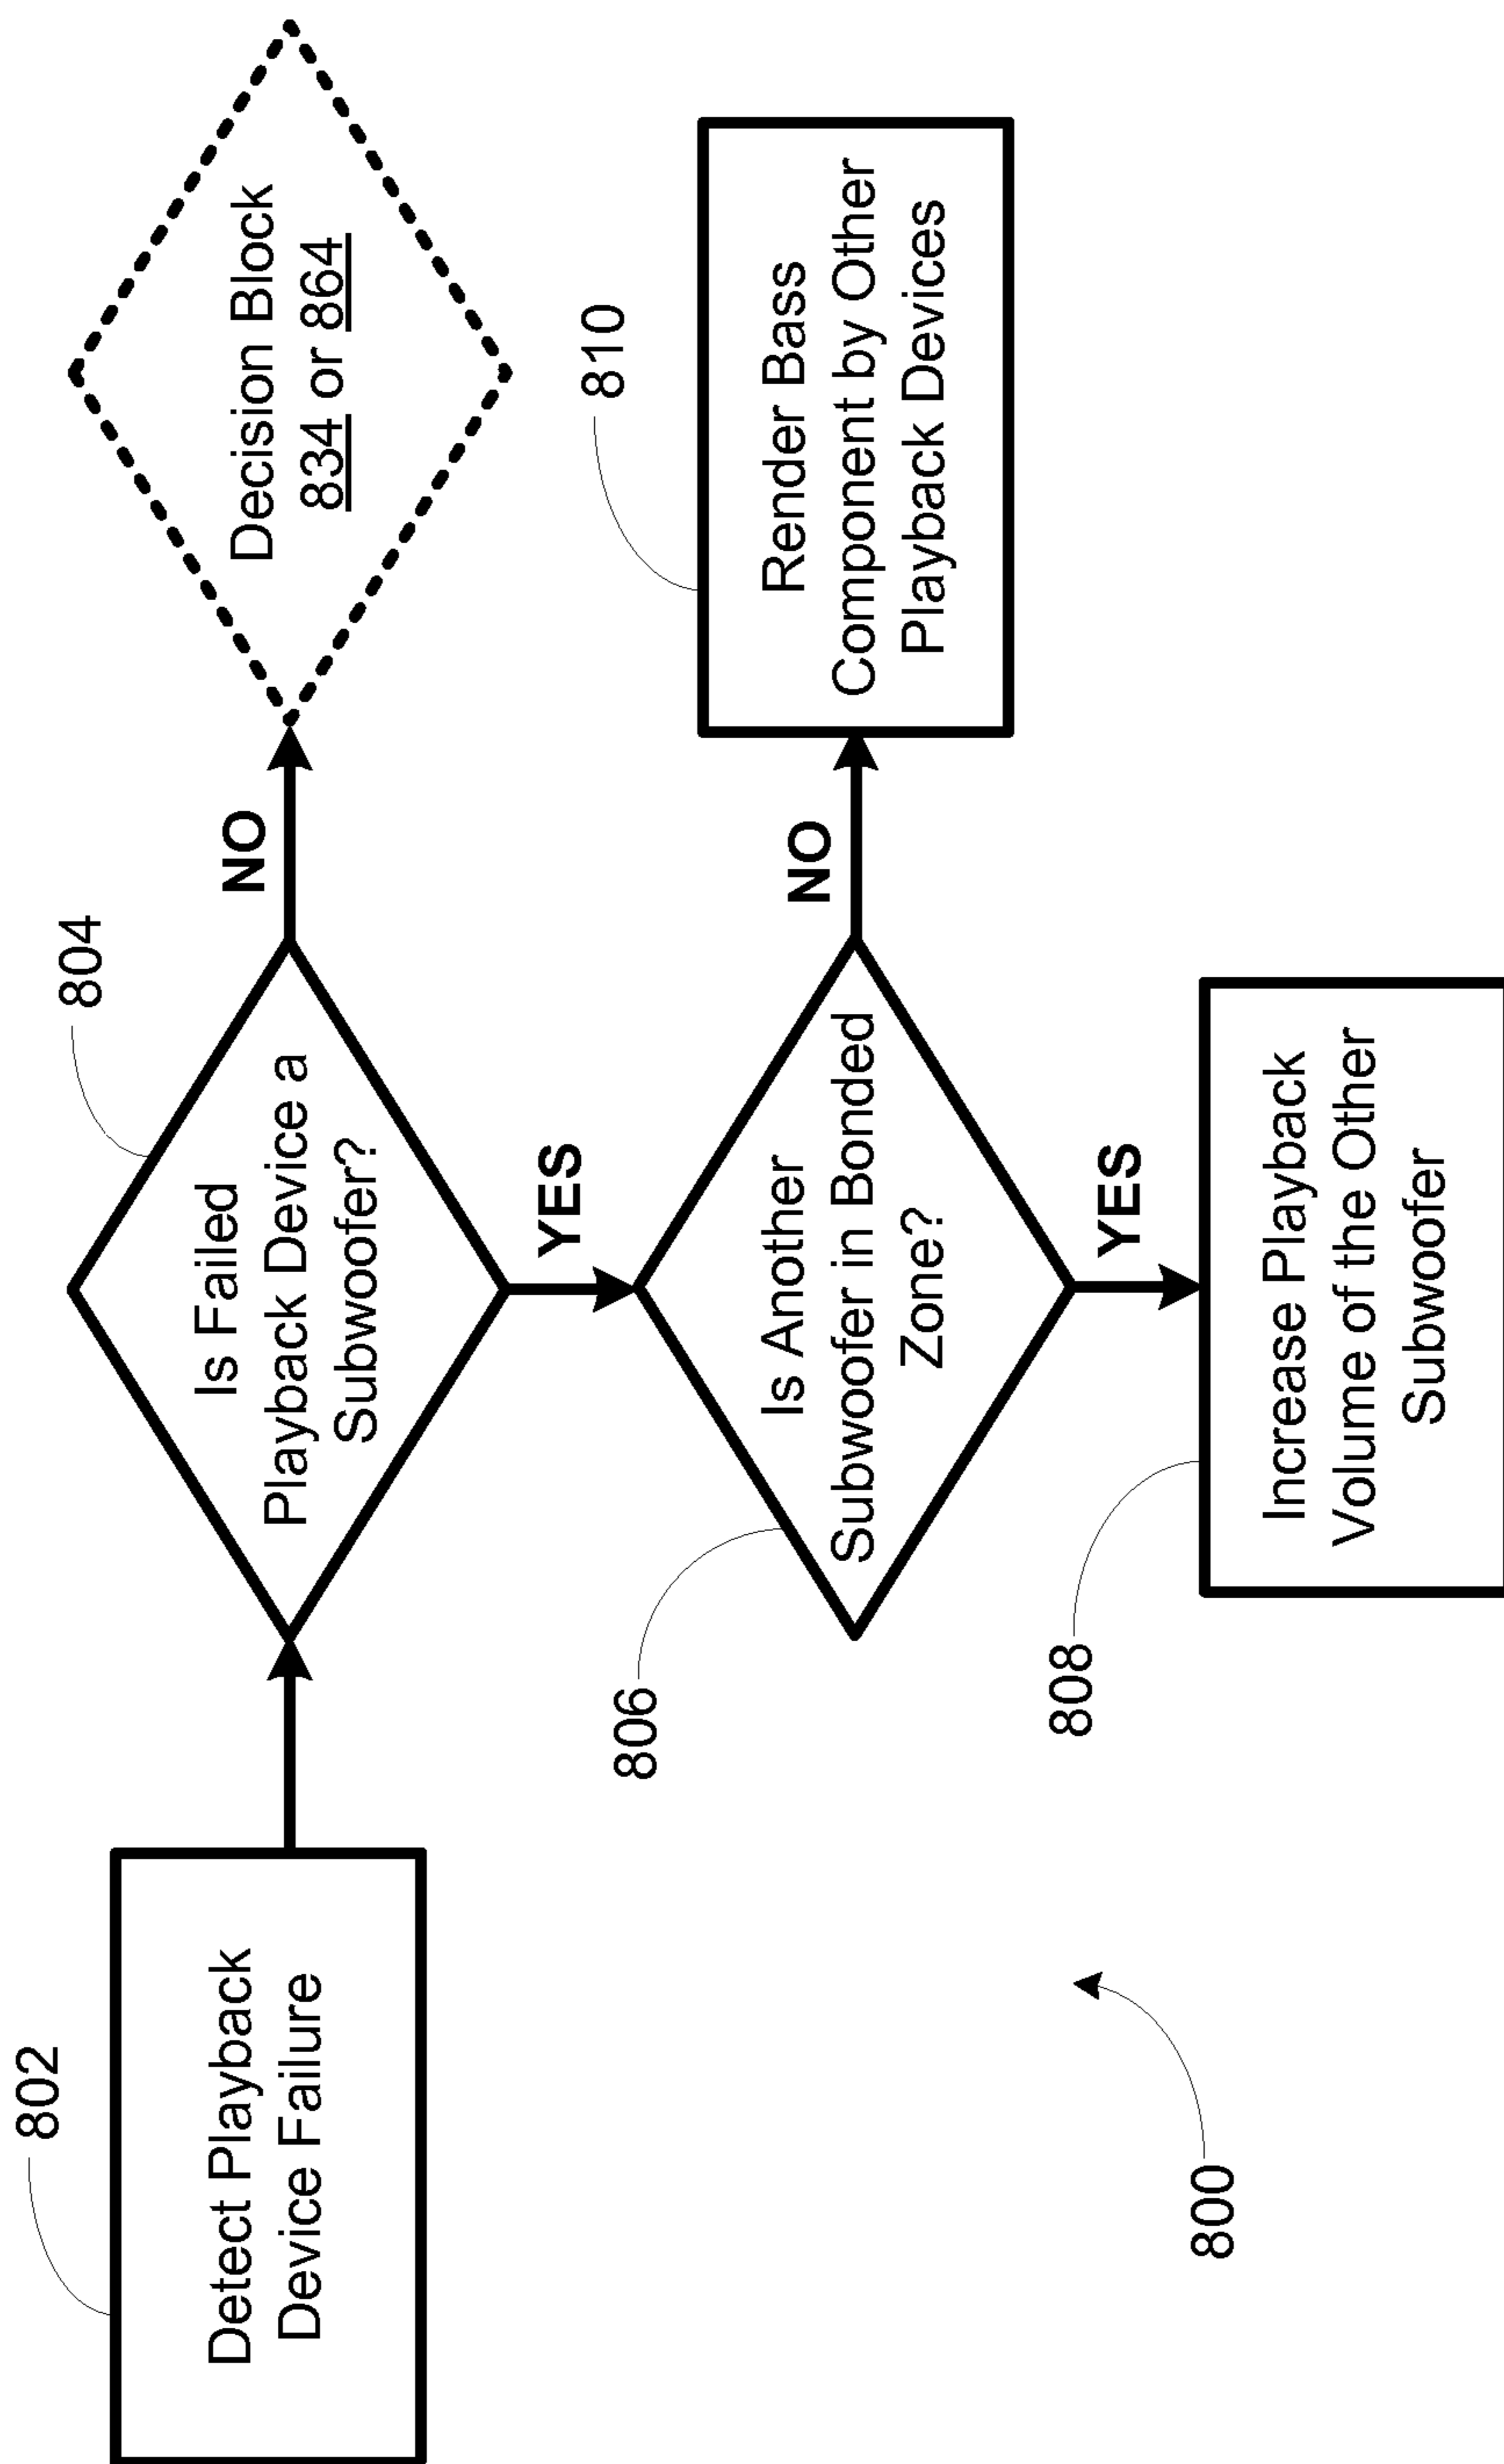 802
Detect Playback
Device Failure
804
Is Failed
Playback Device a
Subwoofer?
NO
Decision Block
834 or 864
YES
806
Is Another
Subwoofer in Bonded
Zone?
NO
810
Render Bass
Component by Other
Playback Devices
YES
808
Increase Playback
Volume of the Other
Subwoofer
800